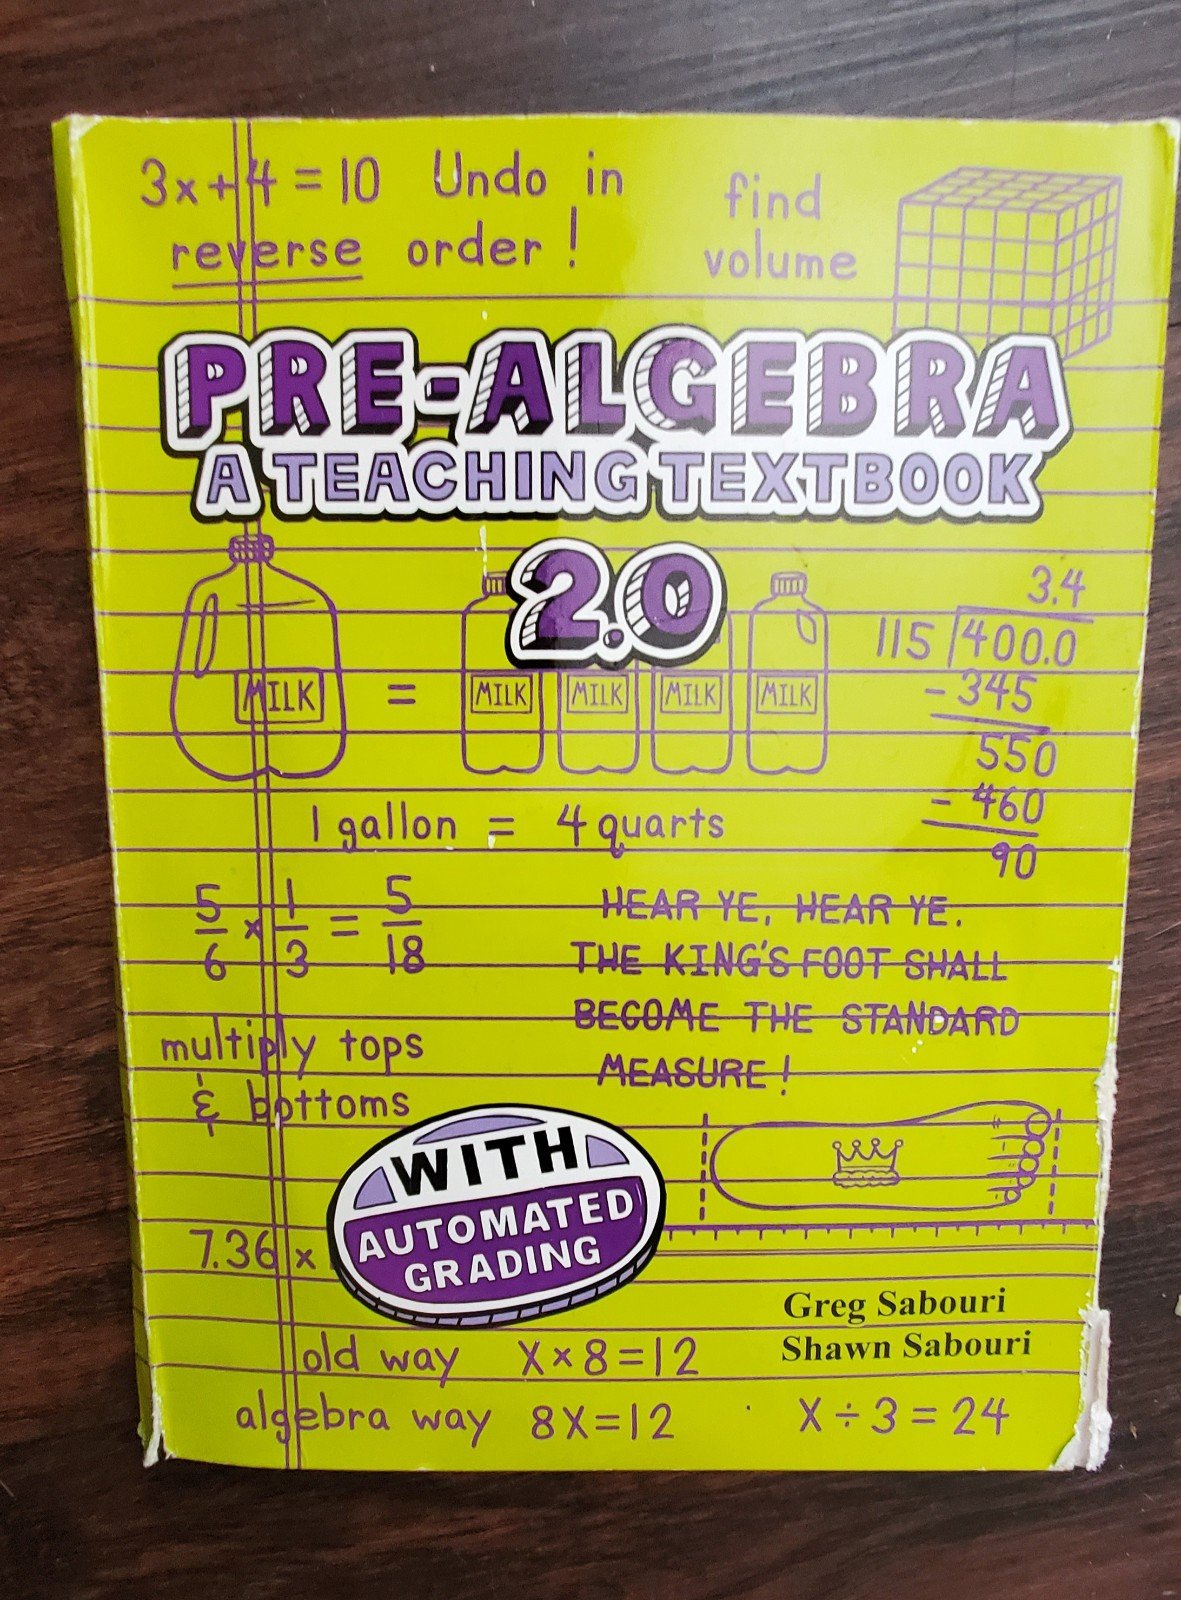 3x+4=10 Undo in
reverse order!
find
volume
PRE-ALGEBRA
A TEACHING TEXTBOOK
2.0
MILK = MILK MILK MILK MILK
1 gallon = 4 quarts
3.4
115 400.0
-345
550
-460
90
5/6 x 1/3 = 5/18
multiply tops
& bottoms
HEAR YE, HEAR YE.
THE KING'S FOOT SHALL
BECOME THE STANDARD
MEASURE!
7.36 x
WITH
AUTOMATED
GRADING
Greg Sabouri
Shawn Sabouri
old way X×8=12
algebra way 8X=12
X÷3=24